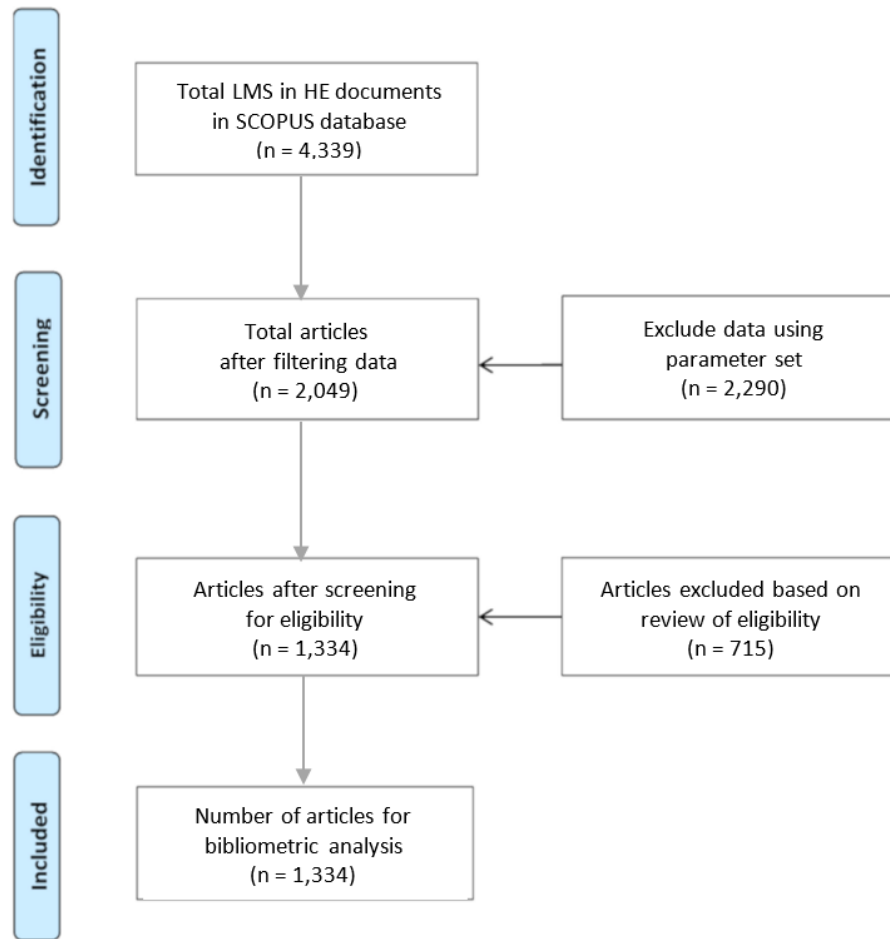 Identification
Total LMS in HE documents
in SCOPUS database
(n = 4,339)
Screening
Total articles
after filtering data
(n = 2,049)
Exclude data using
parameter set
(n = 2,290)
Eligibility
Articles after screening
for eligibility
(n = 1,334)
Articles excluded based on
review of eligibility
(n = 715)
Included
Number of articles for
bibliometric analysis
(n = 1,334)